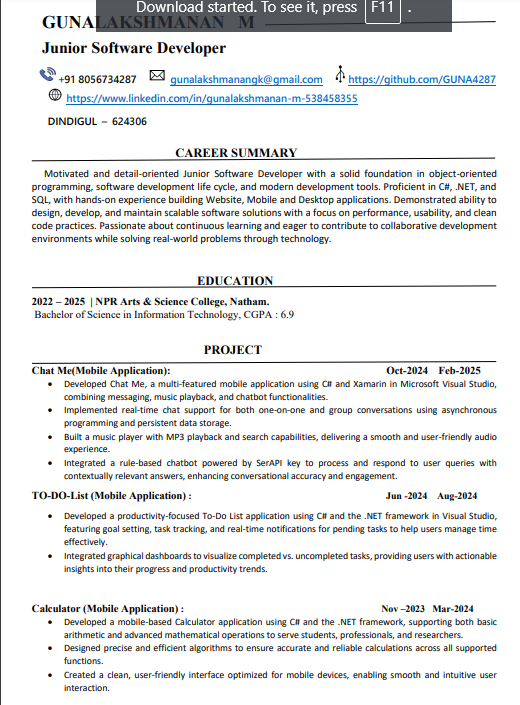 Download started. To see it, press F11 .
GUNALAKSHMANAN M
Junior Software Developer
+91 8056734287 gunalakshmanangk@gmail.com https://github.com/GUNA4287
https://www.linkedin.com/in/gunalakshmanan-m-538458355
DINDIGUL – 624306
CAREER SUMMARY
Motivated and detail-oriented Junior Software Developer with a solid foundation in object-oriented
programming, software development life cycle, and modern development tools. Proficient in C#, .NET, and
SQL, with hands-on experience building Website, Mobile and Desktop applications. Demonstrated ability to
design, develop, and maintain scalable software solutions with a focus on performance, usability, and clean
code practices. Passionate about continuous learning and eager to contribute to collaborative development
environments while solving real-world problems through technology.
EDUCATION
2022 – 2025 | NPR Arts & Science College, Natham.
Bachelor of Science in Information Technology, CGPA : 6.9
PROJECT
Chat Me(Mobile Application): Oct-2024 Feb-2025
• Developed Chat Me, a multi-featured mobile application using C# and Xamarin in Microsoft Visual Studio,
combining messaging, music playback, and chatbot functionalities.
• Implemented real-time chat support for both one-on-one and group conversations using asynchronous
programming and persistent data storage.
• Built a music player with MP3 playback and search capabilities, delivering a smooth and user-friendly audio
experience.
• Integrated a rule-based chatbot powered by SerAPI key to process and respond to user queries with
contextually relevant answers, enhancing conversational accuracy and engagement.
TO-DO-List (Mobile Application) : Jun -2024 Aug-2024
• Developed a productivity-focused To-Do List application using C# and the .NET framework in Visual Studio,
featuring goal setting, task tracking, and real-time notifications for pending tasks to help users manage time
effectively.
• Integrated graphical dashboards to visualize completed vs. uncompleted tasks, providing users with actionable
insights into their progress and productivity trends.
Calculator (Mobile Application) : Nov –2023 Mar-2024
• Developed a mobile-based Calculator application using C# and the .NET framework, supporting both basic
arithmetic and advanced mathematical operations to serve students, professionals, and researchers.
• Designed precise and efficient algorithms to ensure accurate and reliable calculations across all supported
functions.
• Created a clean, user-friendly interface optimized for mobile devices, enabling smooth and intuitive user
interaction.